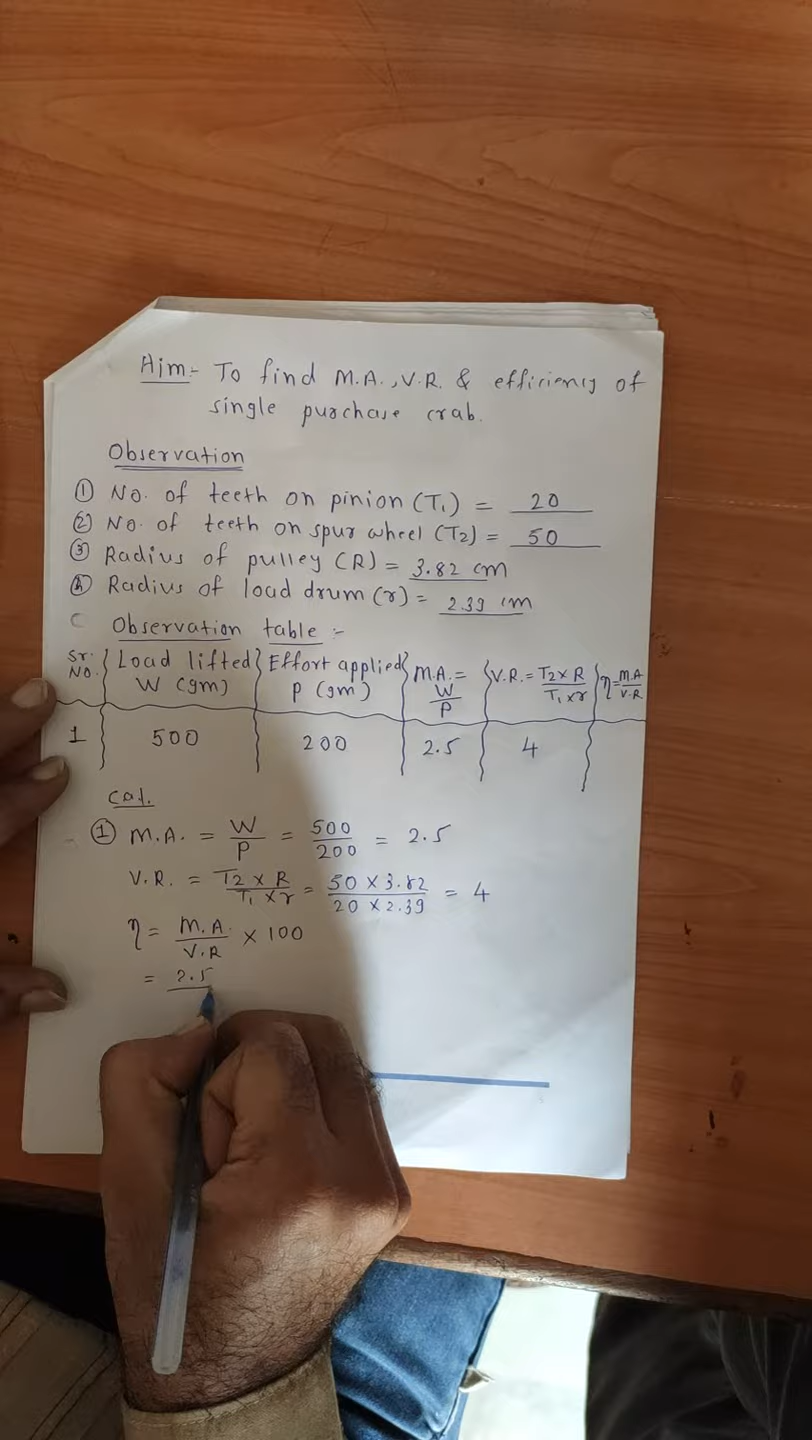 Aim:- To find M.A., V.R. & efficiency of
single purchase crab.
Observation
① No. of teeth on pinion (T₁) = 20
② No. of teeth on spur wheel (T2) = 50
③ Radius of pulley (R) = 3.82 cm
④ Radius of load drum (r) = 2.39 cm
Observation table :-
Sr. No. Load lifted W (gm) Effort applied P (gm) M.A. = W/P V.R. = T2 x R / T₁ x r η = M.A / V.R
1 500 200 2.5 4
Cal.
① M.A. = W/P = 500/200 = 2.5
V.R. = T2 x R / T₁ x r = 50 x 3.82 / 20 x 2.39 = 4
η = M.A. / V.R x 100
= 2.5